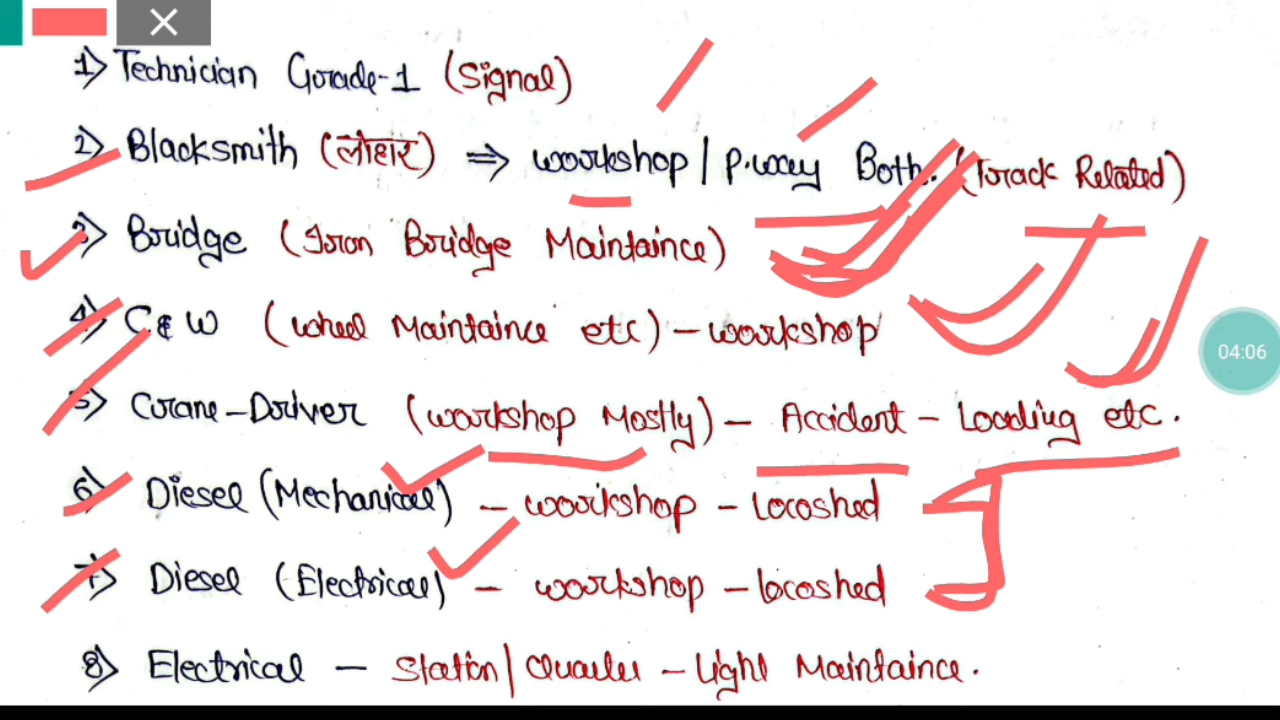 1) Technician Grade-1 (Signal)
2) Blacksmith (लोहार) ⇒ workshop / P.way Both. (Track Related)
3) Bridge (Iron Bridge Maintaince)
4) C & W (wheel Maintaince etc) – workshop
5) Crane-Driver (workshop Mostly) – Accident – Loading etc.
6) Diesel (Mechanical) – workshop – Locoshed
7) Diesel (Electrical) – workshop – locoshed
8) Electrical – Station / Quarter – Light Maintaince.
04:06